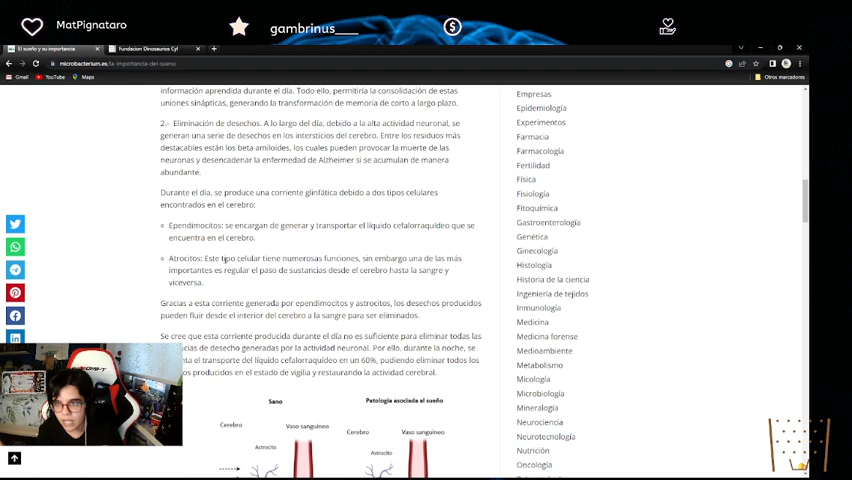 MatPignataro
gambrinus____
El sueño y su importancia
Fundacion Dinosaurios Cyl
microbacterium.es/la-importancia-del-sueno
Gmail
YouTube
Maps
Otros marcadores
información aprendida durante el día. Todo ello, permitiría la consolidación de estas
uniones sinápticas, generando la transformación de memoria de corto a largo plazo.
2.- Eliminación de desechos. A lo largo del día, debido a la alta actividad neuronal, se
generan una serie de desechos en los intersticios del cerebro. Entre los residuos más
destacables están los beta amiloides, los cuales pueden provocar la muerte de las
neuronas y desencadenar la enfermedad de Alzheimer si se acumulan de manera
abundante.
Durante el día, se produce una corriente glinfática debido a dos tipos celulares
encontrados en el cerebro:
Ependimocitos: se encargan de generar y transportar el líquido cefalorraquídeo que se
encuentra en el cerebro.
Atrocitos: Este tipo celular tiene numerosas funciones, sin embargo una de las más
importantes es regular el paso de sustancias desde el cerebro hasta la sangre y
viceversa.
Gracias a esta corriente generada por ependimocitos y astrocitos, los desechos producidos
pueden fluir desde el interior del cerebro a la sangre para ser eliminados.
Se cree que esta corriente producida durante el día no es suficiente para eliminar todas las
cias de desecho generadas por la actividad neuronal. Por ello, durante la noche, se
nta el transporte del líquido cefalorraquídeo en un 60%, pudiendo eliminar todos los
os producidos en el estado de vigilia y restaurando la actividad cerebral.
Sano
Patología asociada al sueño
Cerebro
Vaso sanguíneo
Cerebro
Vaso sanguíneo
Astrocito
Astrocito
Empresas
Epidemiología
Experimentos
Farmacia
Farmacología
Fertilidad
Física
Fisiología
Fitoquímica
Gastroenterología
Genética
Ginecología
Histología
Historia de la ciencia
Ingeniería de tejidos
Inmunología
Medicina
Medicina forense
Medioambiente
Metabolismo
Micología
Microbiología
Mineralogía
Neurociencia
Neurotecnología
Nutrición
Oncología